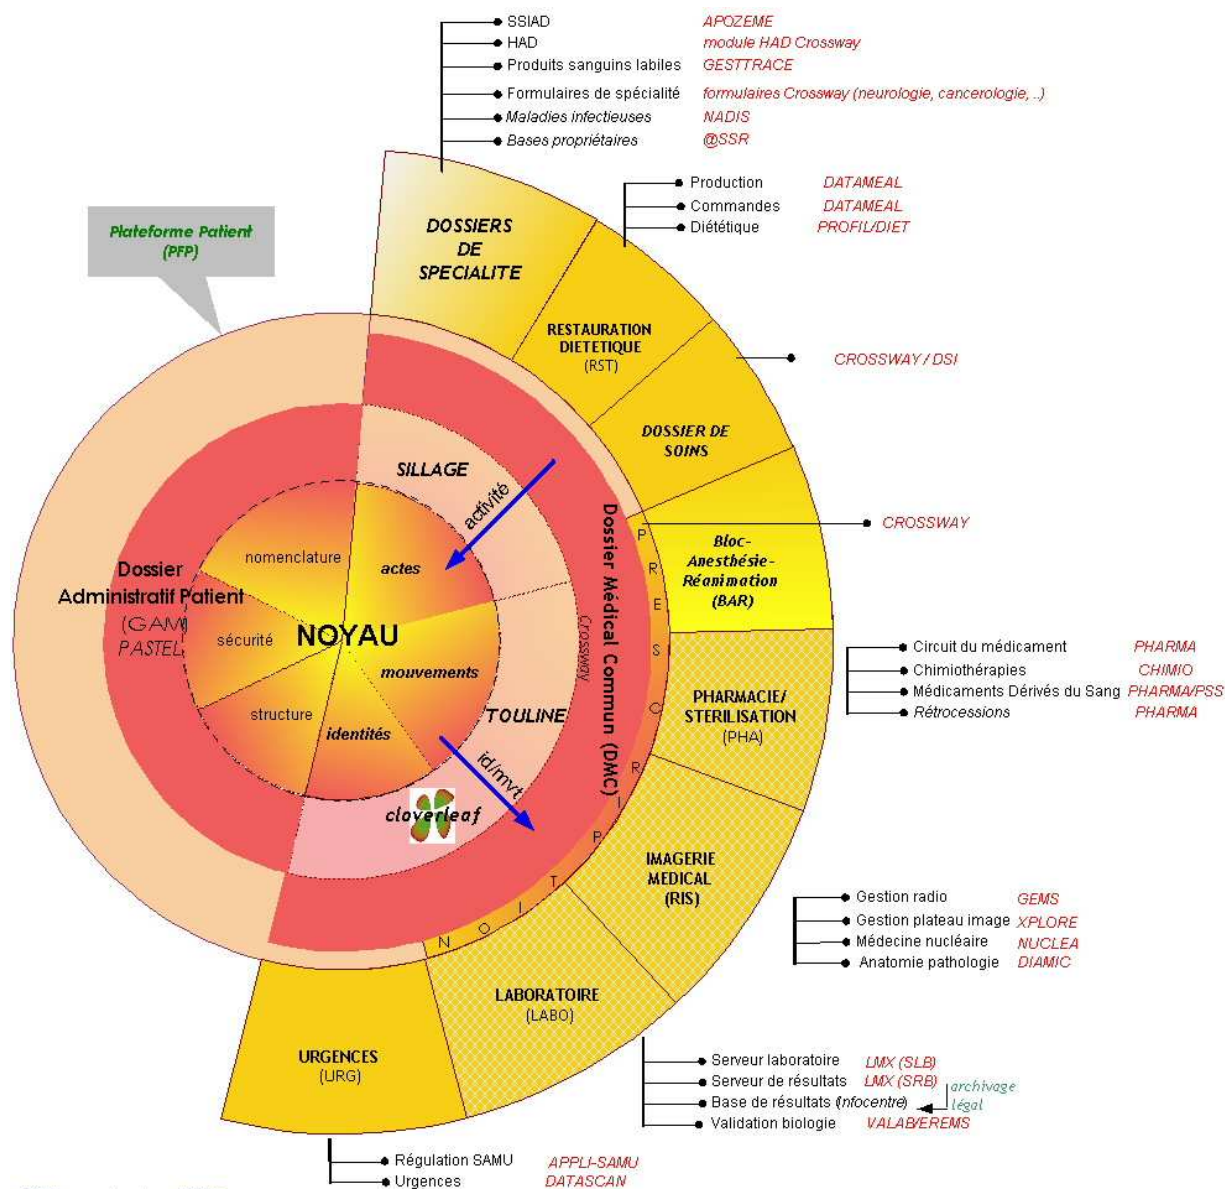 SSIAD APOZEME
HAD module HAD Crossway
Produits sanguins labiles GESTTRACE
Formulaires de spécialité formulaires Crossway (neurologie, cancerologie, ..)
Maladies infectieuses NADIS
Bases propriétaires @SSR
Production DATAMEAL
Commandes DATAMEAL
Diététique PROFIL/DIET
Plateforme Patient
(PFP)
DOSSIERS
DE
SPECIALITE
RESTAURATION
DIETETIQUE
(RST)
CROSSWAY / DSI
DOSSIER DE
SOINS
CROSSWAY
Bloc-
Anesthésie-
Réanimation
(BAR)
SILLAGE
activité
Dossier Médical Commun (DMC)
Crossway
PRESCRIPTION
nomenclature
actes
Dossier
Administratif Patient
(GAM)
PASTEL
sécurité
NOYAU
mouvements
structure
identités
TOULINE
id/mvt
cloverleaf
Circuit du médicament PHARMA
Chimiothérapies CHIMIO
Médicaments Dérivés du Sang PHARMA/PSS
Rétrocessions PHARMA
PHARMACIE/
STERILISATION
(PHA)
IMAGERIE
MEDICAL
(RIS)
Gestion radio GEMS
Gestion plateau image XPLORE
Médecine nucléaire NUCLEA
Anatomie pathologie DIAMIC
LABORATOIRE
(LABO)
URGENCES
(URG)
Serveur laboratoire LMX (SLB)
Serveur de résultats LMX (SRB)
Base de résultats (Infocentre)
archivage
légal
Validation biologie VALAB/EREMS
Régulation SAMU APPLI-SAMU
Urgences DATASCAN